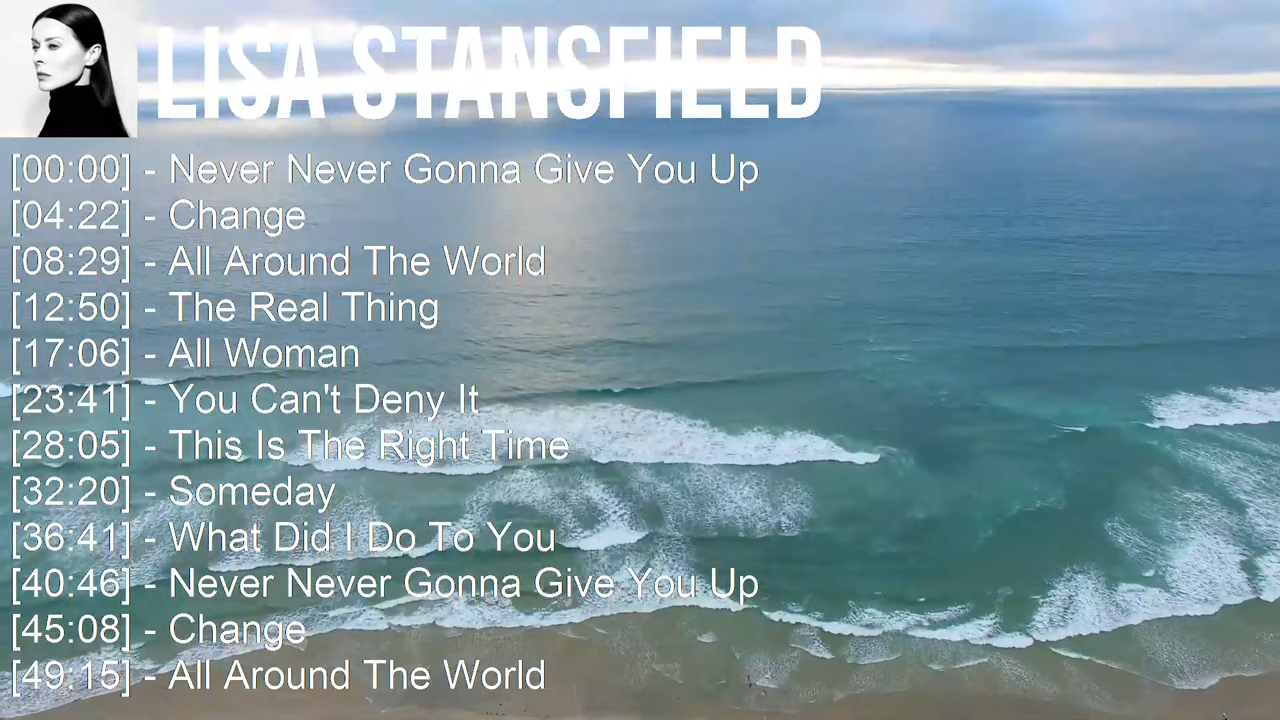 LISA STANSFIELD
[00:00] - Never Never Gonna Give You Up
[04:22] - Change
[08:29] - All Around The World
[12:50] - The Real Thing
[17:06] - All Woman
[23:41] - You Can't Deny It
[28:05] - This Is The Right Time
[32:20] - Someday
[36:41] - What Did I Do To You
[40:46] - Never Never Gonna Give You Up
[45:08] - Change
[49:15] - All Around The World